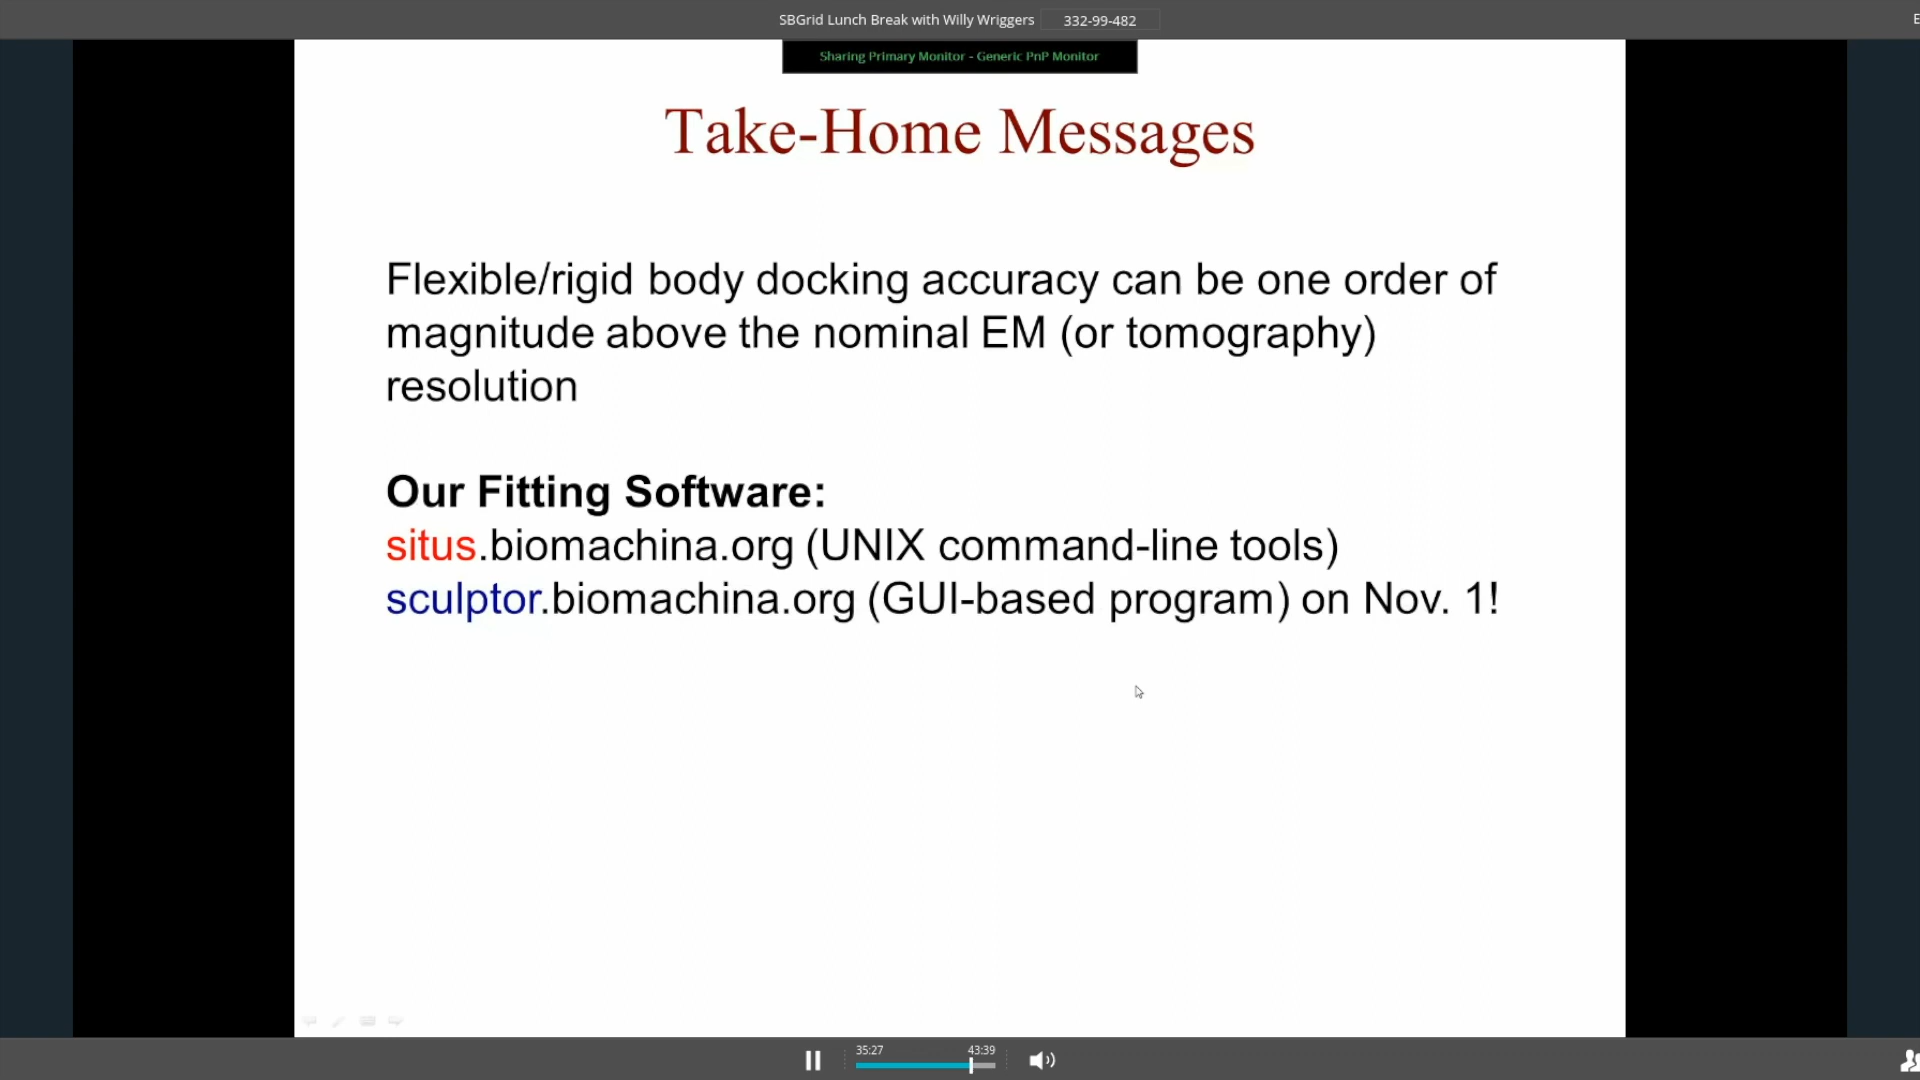 SBGrid Lunch Break with Willy Wriggers 332-99-482
E
Sharing Primary Monitor - Generic PnP Monitor
Take-Home Messages
Flexible/rigid body docking accuracy can be one order of
magnitude above the nominal EM (or tomography)
resolution
Our Fitting Software:
situs.biomachina.org (UNIX command-line tools)
sculptor.biomachina.org (GUI-based program) on Nov. 1!
35:27 43:39